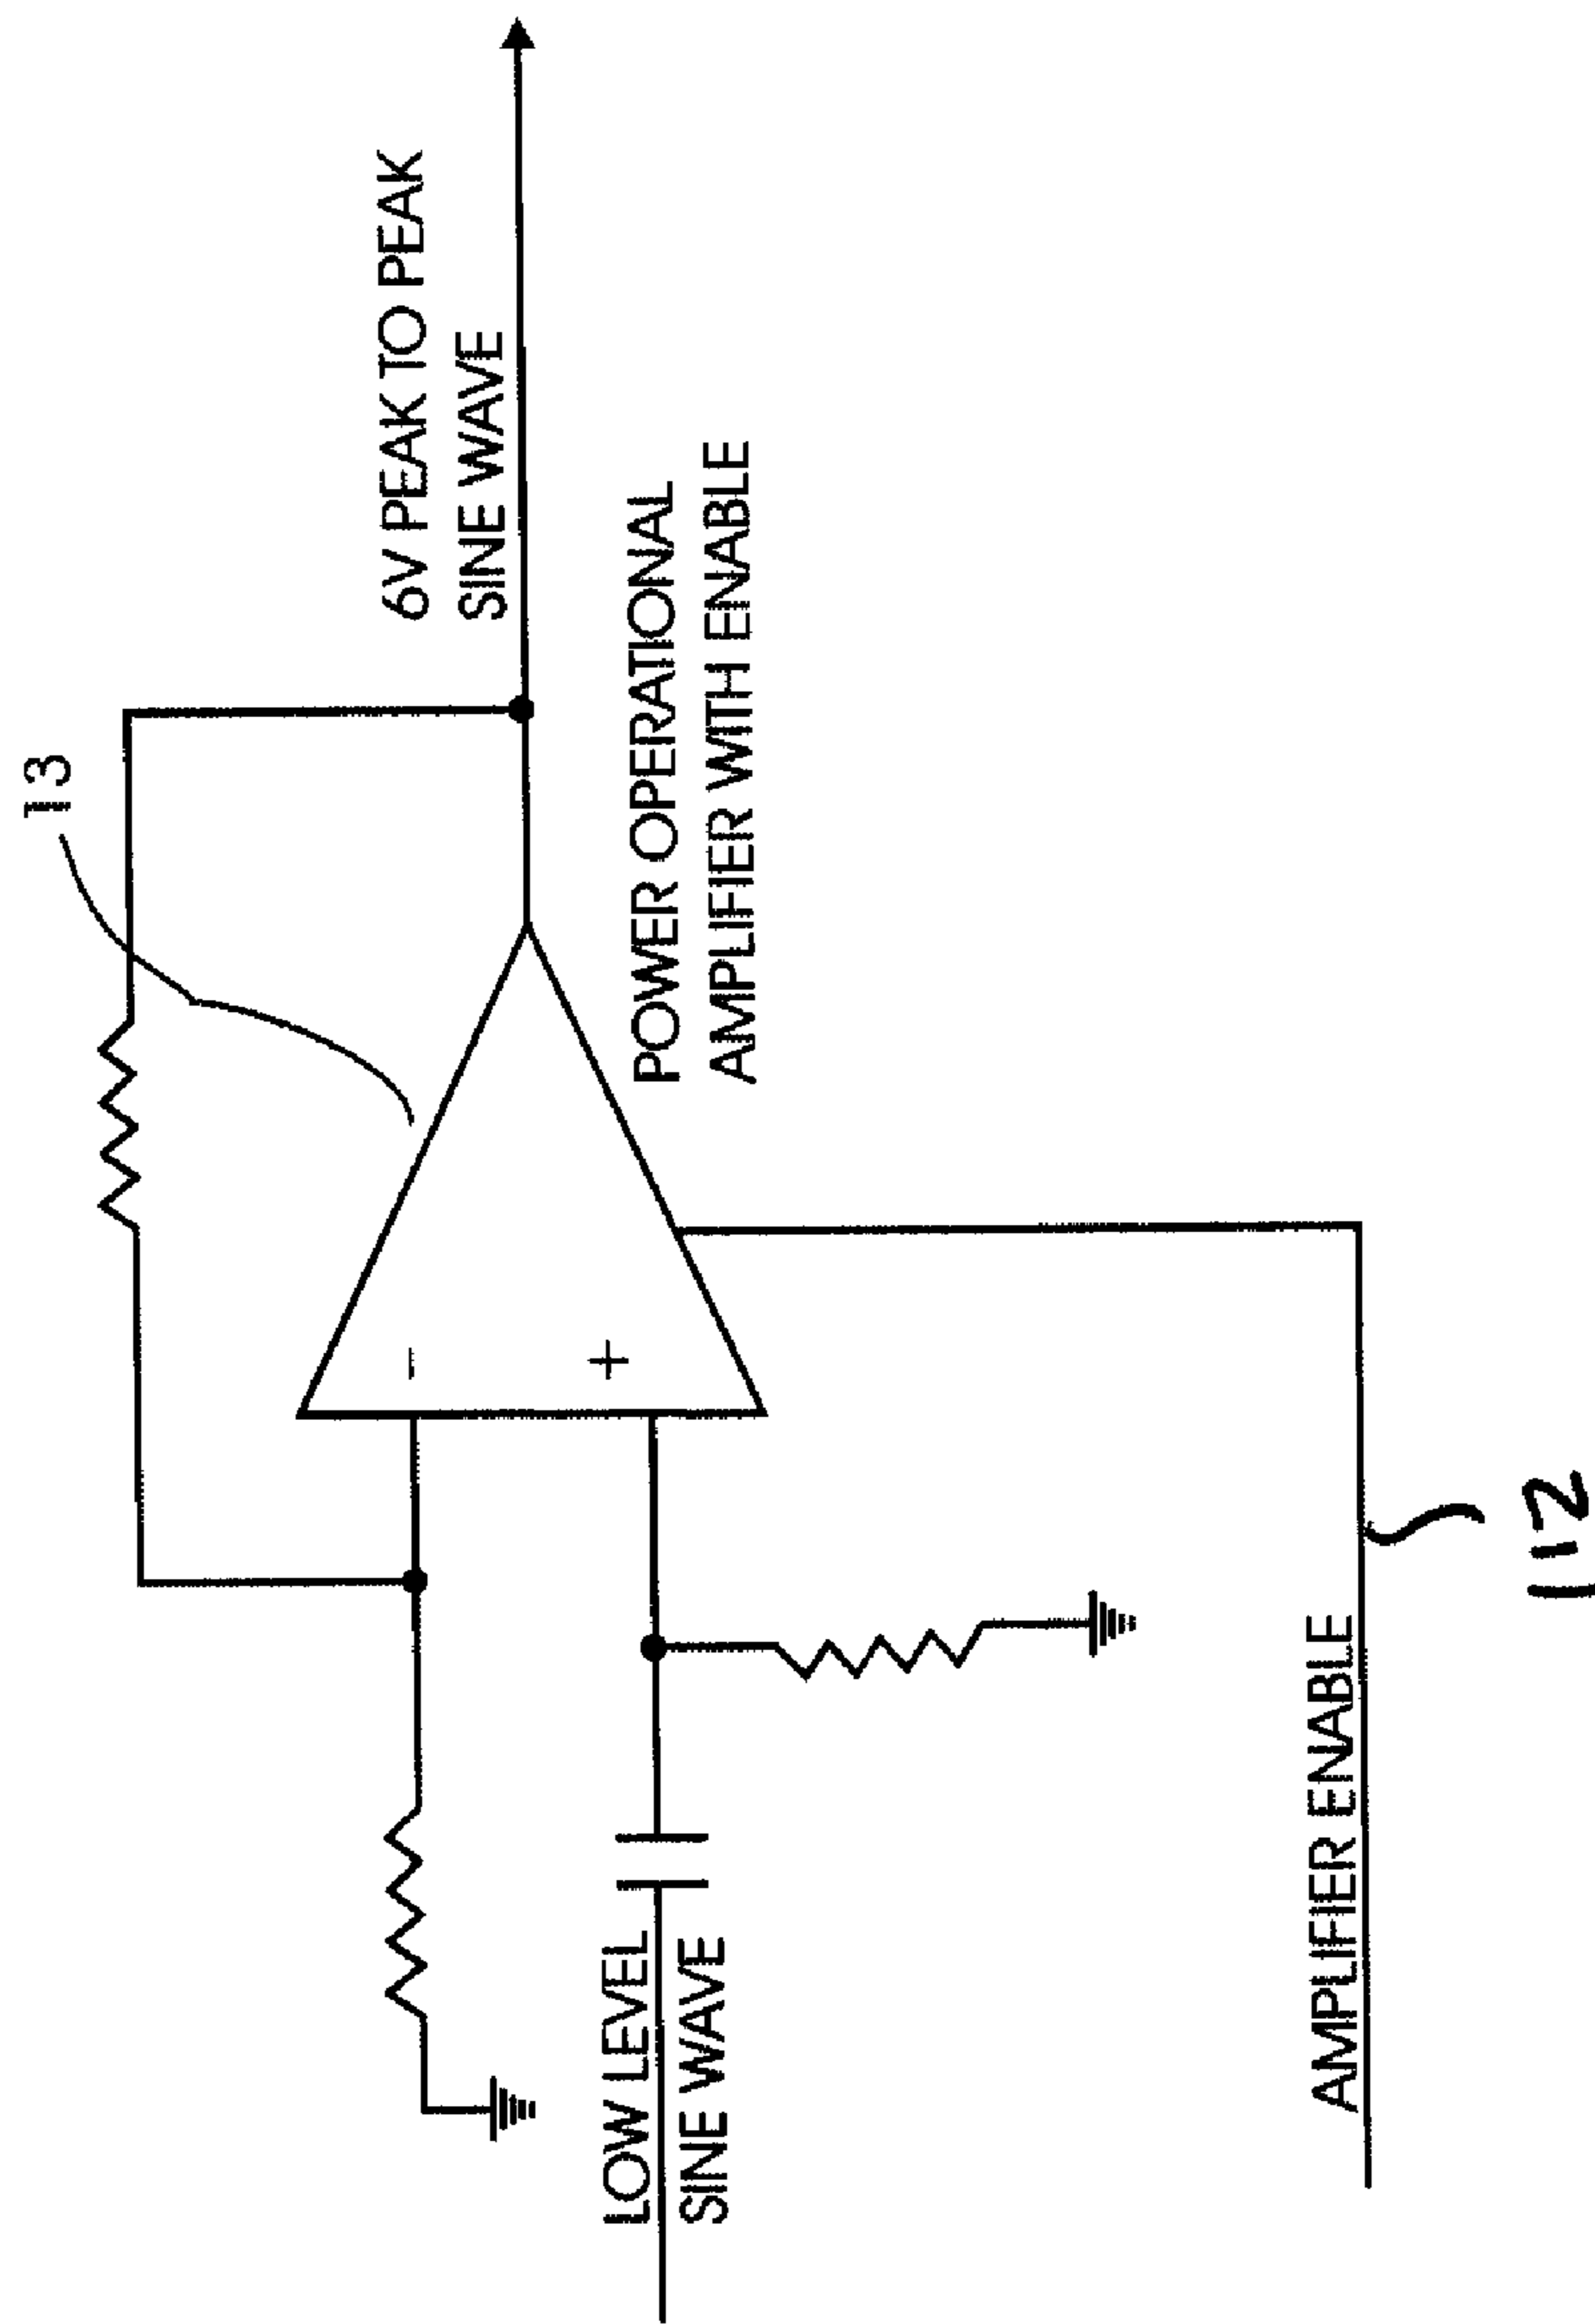 13
6V PEAK TO PEAK
SINE WAVE
POWER OPERATIONAL
AMPLIFIER WITH ENABLE
-
+
LOW LEVEL
SINE WAVE
AMPLIFIER ENABLE
112